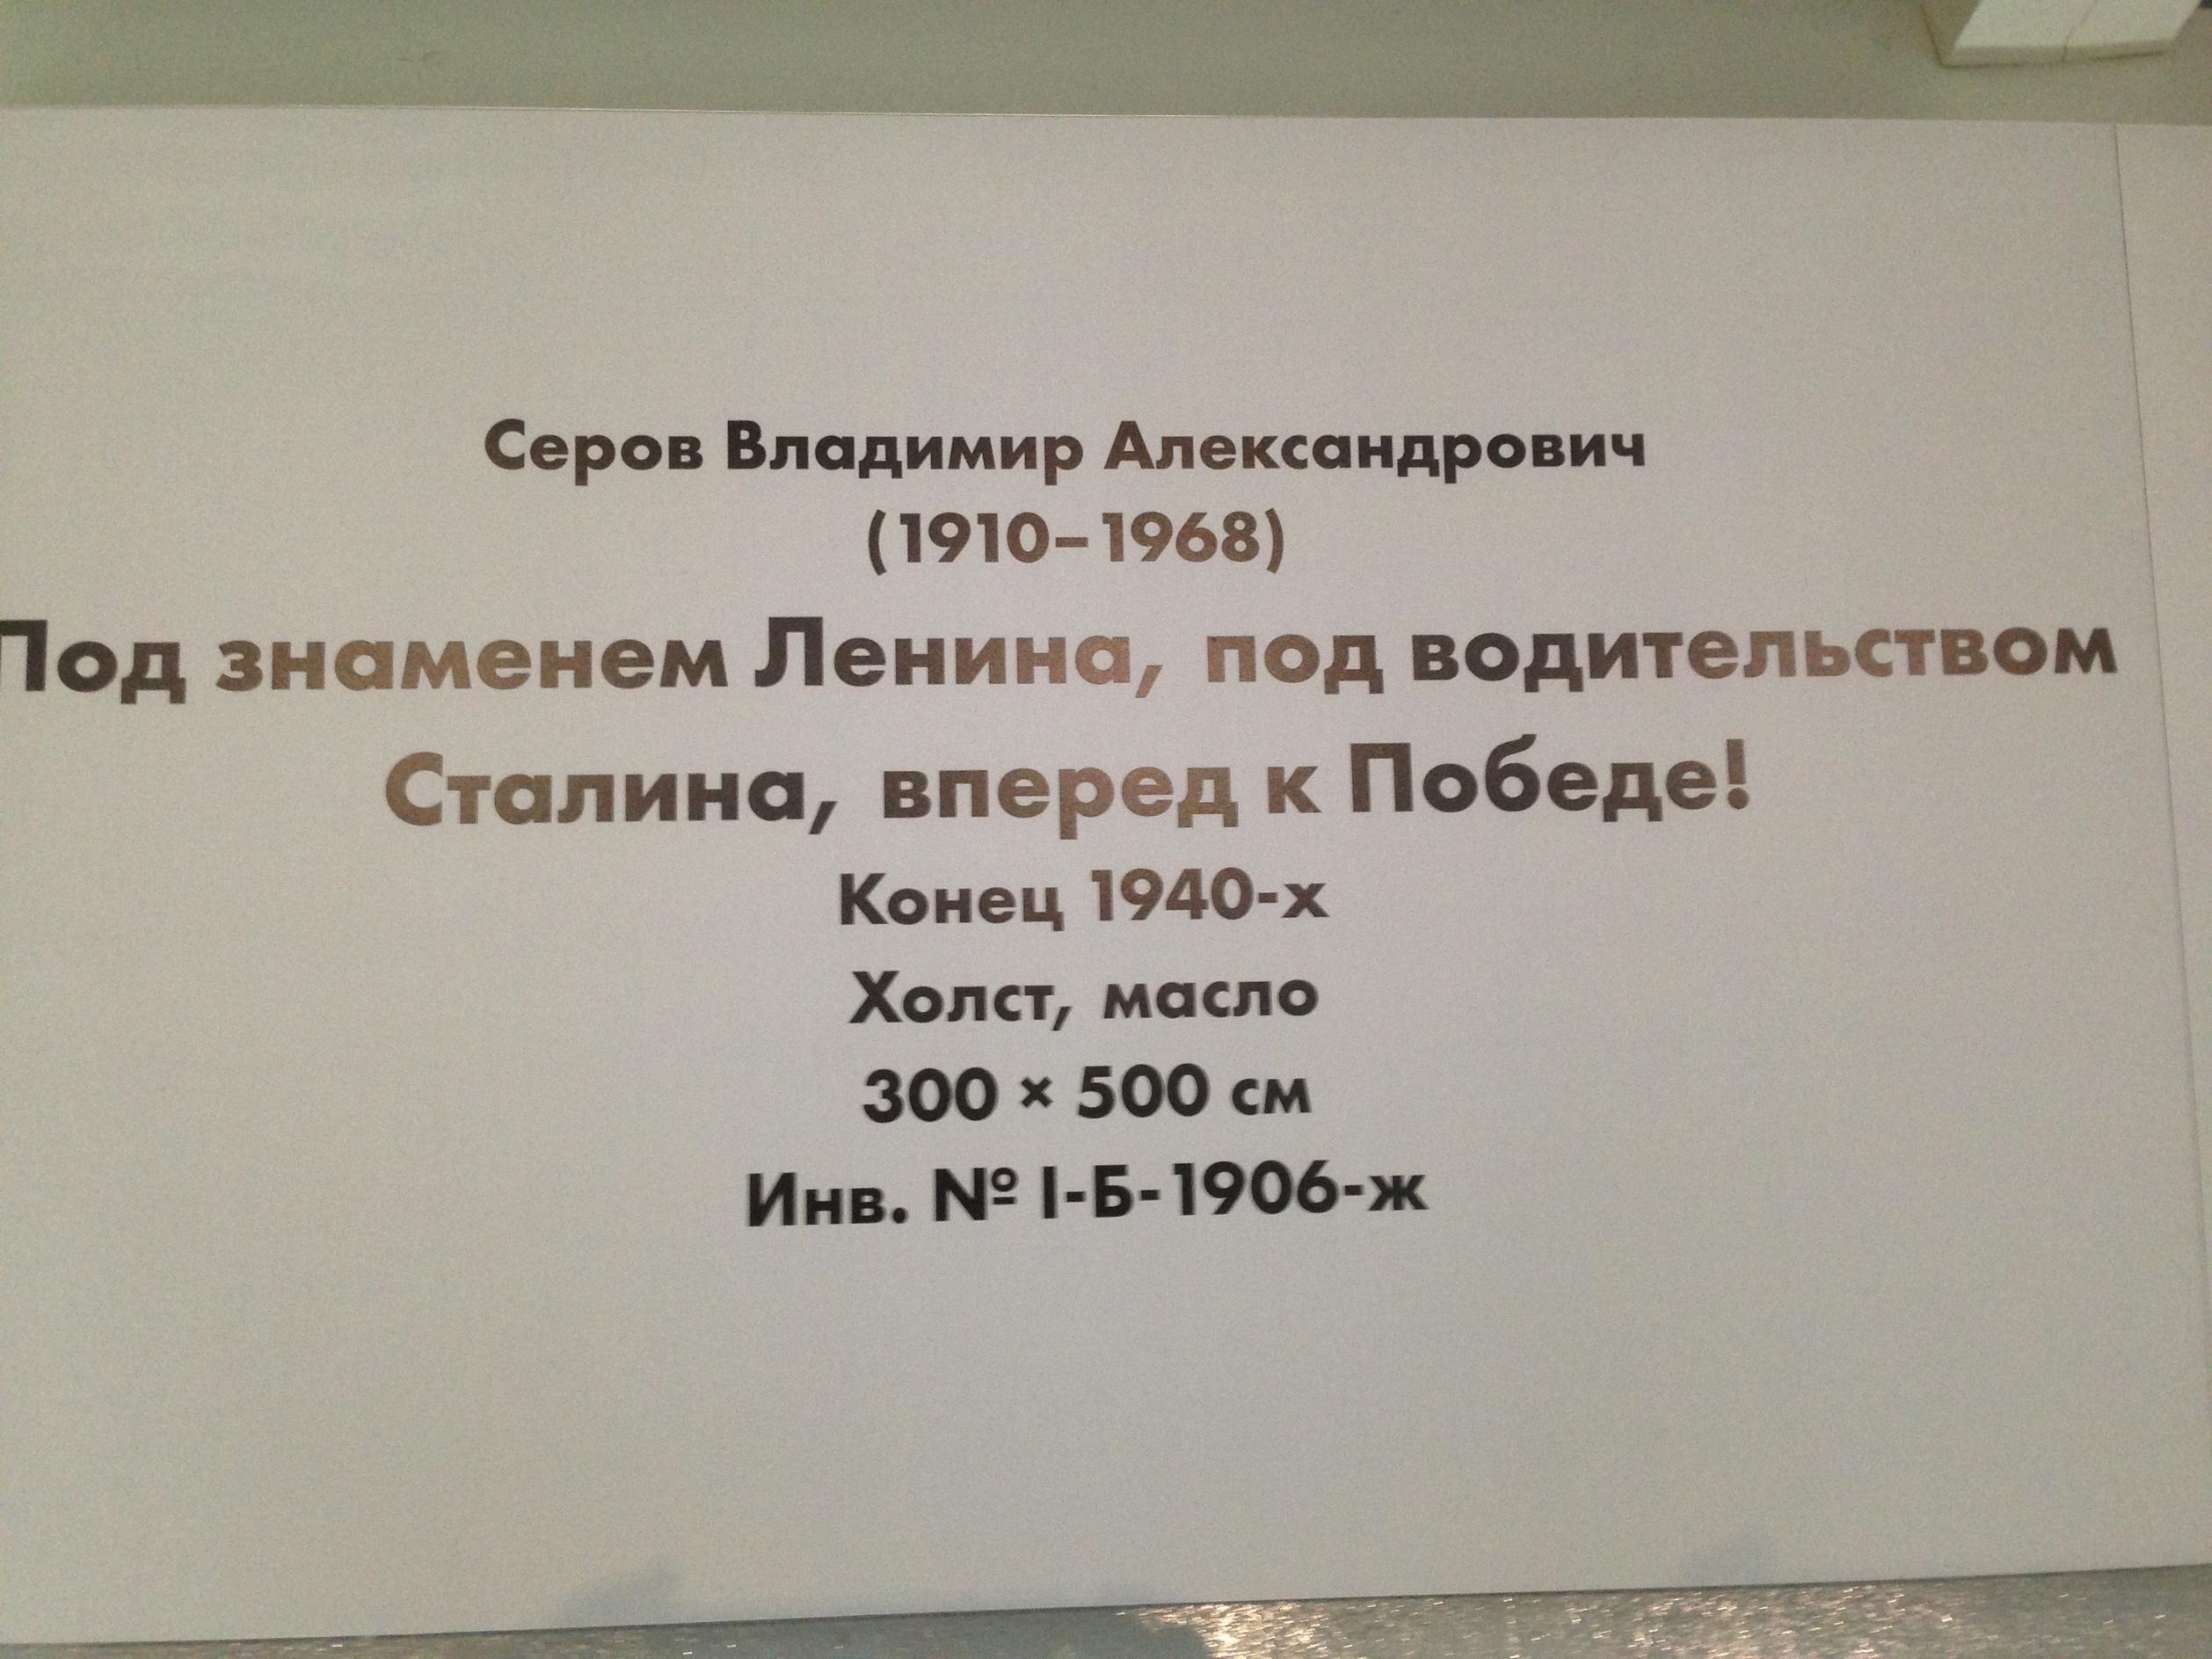 Серов Владимир Александрович
(1910–1968)
Под знаменем Ленина, под водительством
Сталина, вперед к Победе!
Конец 1940-х
Холст, масло
300 × 500 см
Инв. № I-Б-1906-ж